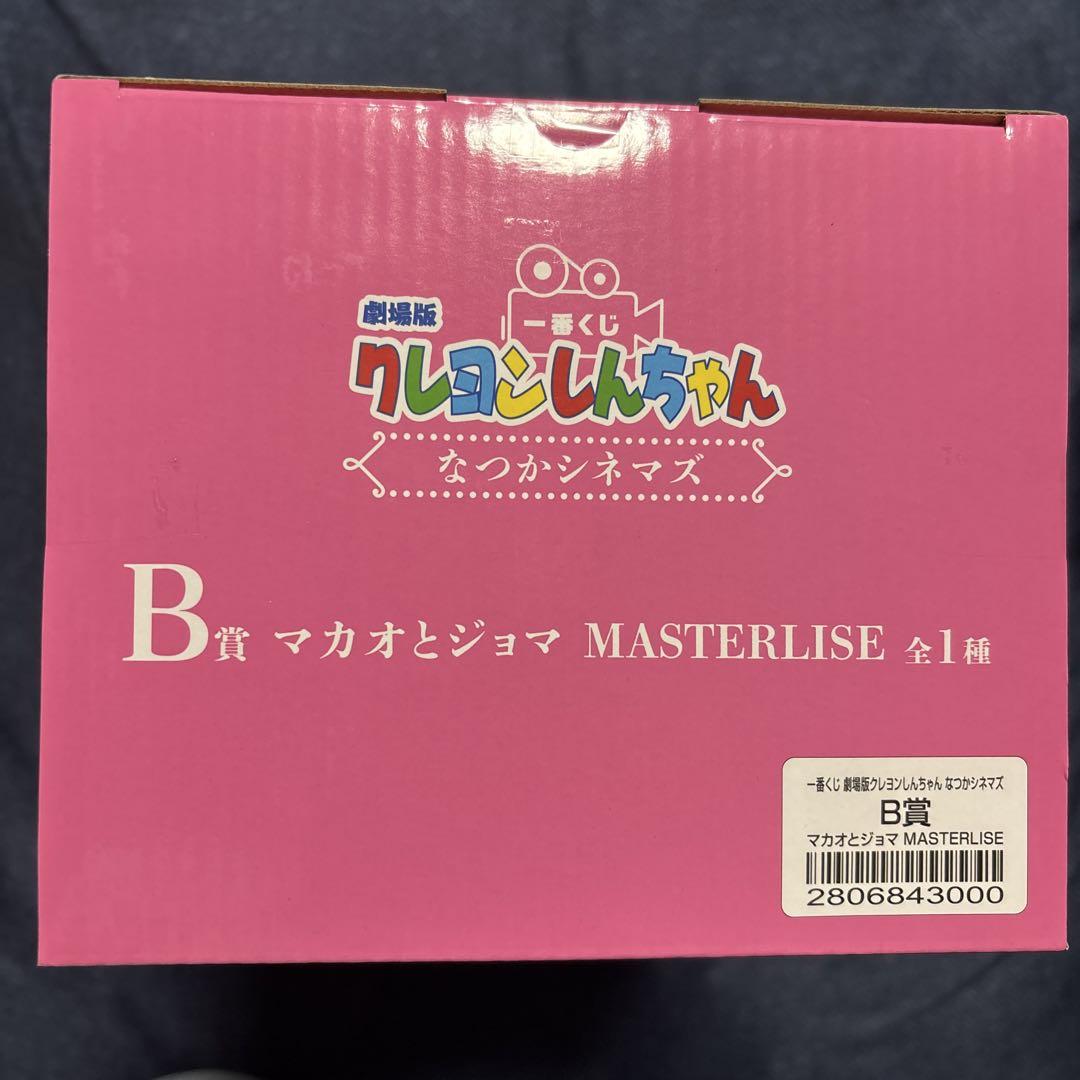 一番くじ
劇場版
クレヨンしんちゃん
なつかシネマズ
B賞 マカオとジョマ MASTERLISE 全1種
一番くじ 劇場版クレヨンしんちゃん なつかシネマズ
B賞
マカオとジョマ MASTERLISE
2806843000